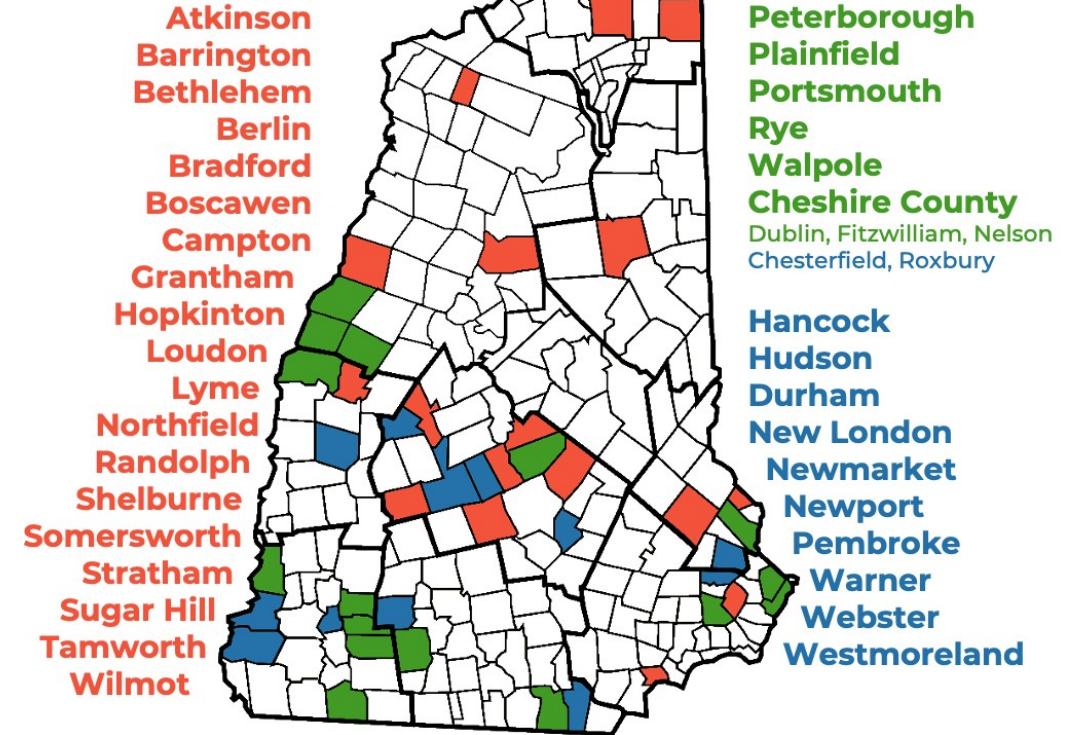 Atkinson
Barrington
Bethlehem
Berlin
Bradford
Boscawen
Campton
Grantham
Hopkinton
Loudon
Lyme
Northfield
Randolph
Shelburne
Somersworth
Stratham
Sugar Hill
Tamworth
Wilmot
Peterborough
Plainfield
Portsmouth
Rye
Walpole
Cheshire County
Dublin, Fitzwilliam, Nelson
Chesterfield, Roxbury
Hancock
Hudson
Durham
New London
Newmarket
Newport
Pembroke
Warner
Webster
Westmoreland